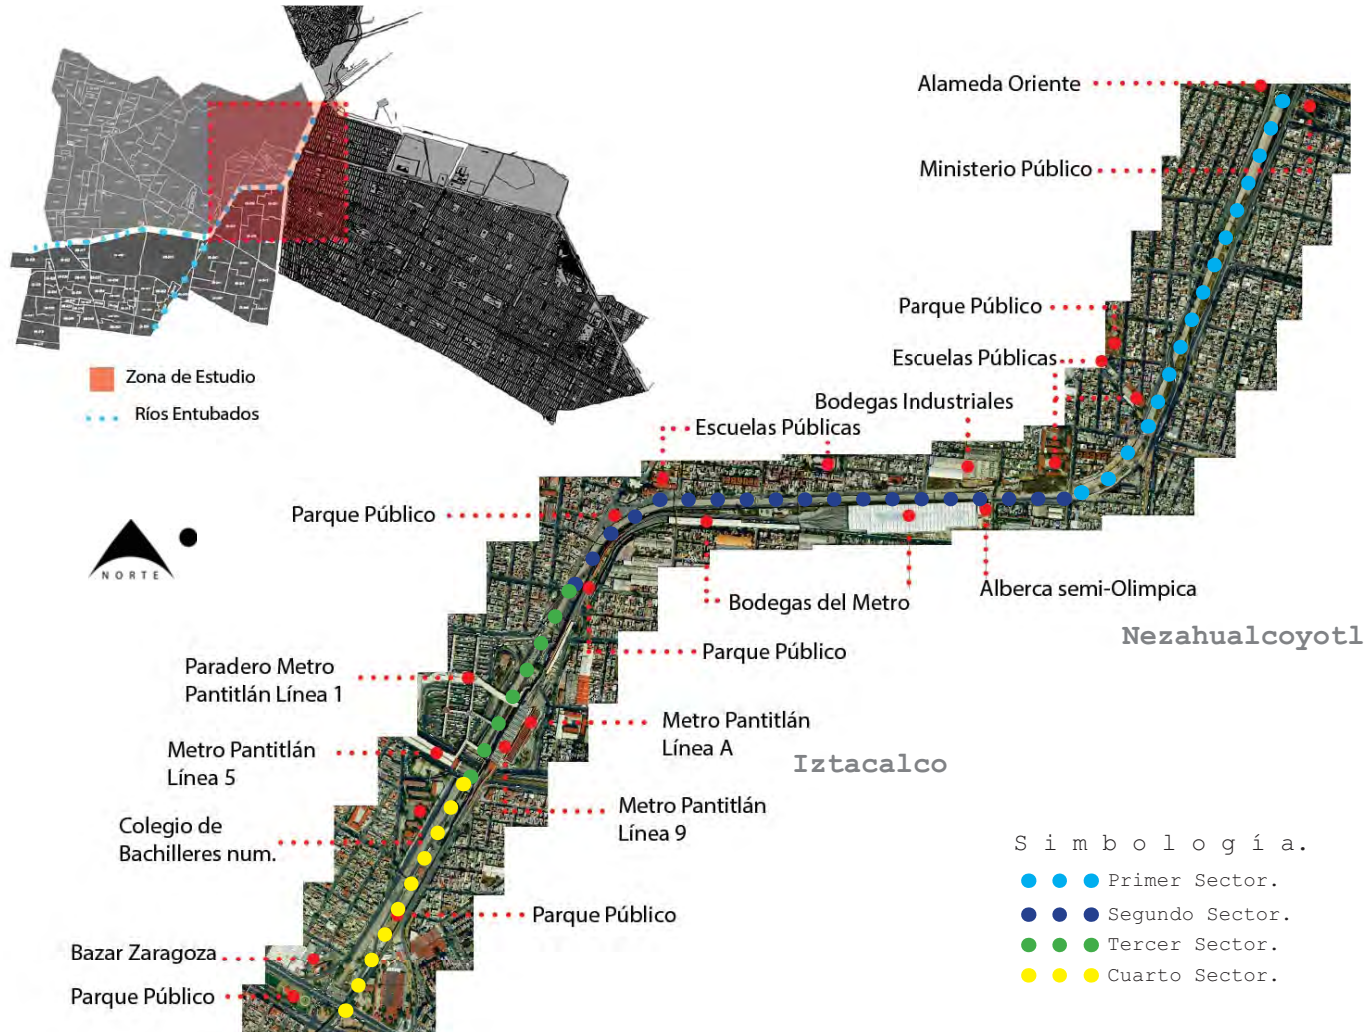 Alameda Oriente
Ministerio Público
Parque Público
Escuelas Públicas
Bodegas Industriales
Escuelas Públicas
Zona de Estudio
Ríos Entubados
Parque Público
NORTE
Bodegas del Metro
Alberca semi-Olimpica
Nezahualcoyotl
Parque Público
Paradero Metro
Pantitlán Línea 1
Metro Pantitlán
Línea A
Metro Pantitlán
Línea 5
Iztacalco
Metro Pantitlán
Línea 9
Colegio de
Bachilleres num.
Simbología.
Primer Sector.
Segundo Sector.
Tercer Sector.
Cuarto Sector.
Parque Público
Bazar Zaragoza
Parque Público